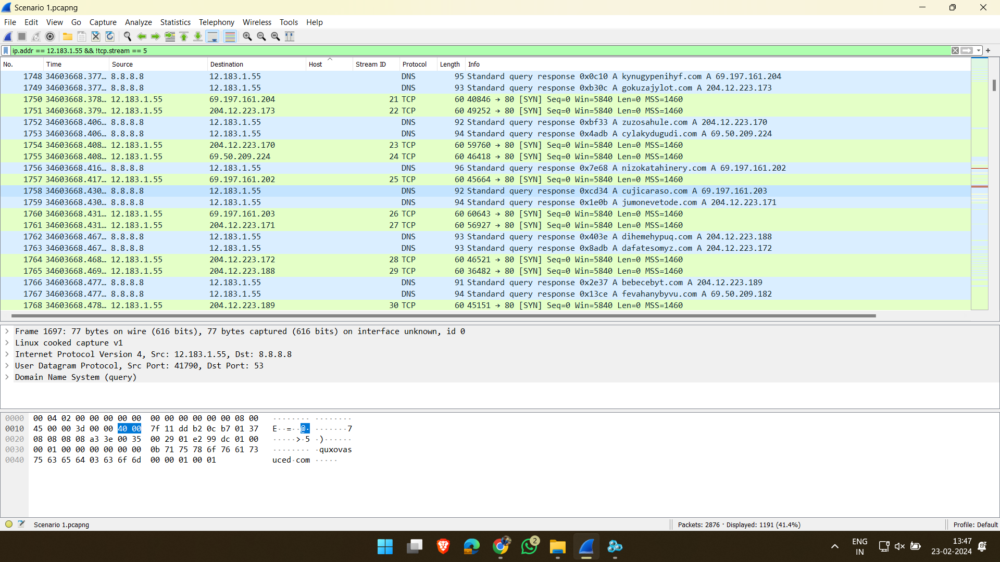 Scenario 1.pcapng
File Edit View Go Capture Analyze Statistics Telephony Wireless Tools Help
ip.addr == 12.183.1.55 && !tcp.stream == 5
No. Time Source Destination Host Stream ID Protocol Length Info
1748 34603668.377… 8.8.8.8 12.183.1.55 DNS 95 Standard query response 0x0c10 A kynugypenihyf.com A 69.197.161.204
1749 34603668.377… 8.8.8.8 12.183.1.55 DNS 93 Standard query response 0xb30c A gokuzajylot.com A 204.12.223.173
1750 34603668.378… 12.183.1.55 69.197.161.204 21 TCP 60 40846 → 80 [SYN] Seq=0 Win=5840 Len=0 MSS=1460
1751 34603668.379… 12.183.1.55 204.12.223.173 22 TCP 60 49252 → 80 [SYN] Seq=0 Win=5840 Len=0 MSS=1460
1752 34603668.406… 8.8.8.8 12.183.1.55 DNS 92 Standard query response 0xbf33 A zuzosahule.com A 204.12.223.170
1753 34603668.406… 8.8.8.8 12.183.1.55 DNS 94 Standard query response 0x4adb A cylakydugudi.com A 69.50.209.224
1754 34603668.408… 12.183.1.55 204.12.223.170 23 TCP 60 59760 → 80 [SYN] Seq=0 Win=5840 Len=0 MSS=1460
1755 34603668.408… 12.183.1.55 69.50.209.224 24 TCP 60 46418 → 80 [SYN] Seq=0 Win=5840 Len=0 MSS=1460
1756 34603668.416… 8.8.8.8 12.183.1.55 DNS 96 Standard query response 0x7e68 A nizokatahinery.com A 69.197.161.202
1757 34603668.417… 12.183.1.55 69.197.161.202 25 TCP 60 45664 → 80 [SYN] Seq=0 Win=5840 Len=0 MSS=1460
1758 34603668.430… 8.8.8.8 12.183.1.55 DNS 92 Standard query response 0xcd34 A cujicaraso.com A 69.197.161.203
1759 34603668.430… 8.8.8.8 12.183.1.55 DNS 94 Standard query response 0x1e0b A jumonevetode.com A 204.12.223.171
1760 34603668.431… 12.183.1.55 69.197.161.203 26 TCP 60 60643 → 80 [SYN] Seq=0 Win=5840 Len=0 MSS=1460
1761 34603668.431… 12.183.1.55 204.12.223.171 27 TCP 60 56927 → 80 [SYN] Seq=0 Win=5840 Len=0 MSS=1460
1762 34603668.467… 8.8.8.8 12.183.1.55 DNS 93 Standard query response 0x403e A dihemehypuq.com A 204.12.223.188
1763 34603668.467… 8.8.8.8 12.183.1.55 DNS 93 Standard query response 0x8adb A dafatesomyz.com A 204.12.223.172
1764 34603668.468… 12.183.1.55 204.12.223.172 28 TCP 60 46521 → 80 [SYN] Seq=0 Win=5840 Len=0 MSS=1460
1765 34603668.469… 12.183.1.55 204.12.223.188 29 TCP 60 36482 → 80 [SYN] Seq=0 Win=5840 Len=0 MSS=1460
1766 34603668.477… 8.8.8.8 12.183.1.55 DNS 91 Standard query response 0x2e37 A bebecebyt.com A 204.12.223.189
1767 34603668.477… 8.8.8.8 12.183.1.55 DNS 94 Standard query response 0x13ce A fevahanybyvu.com A 69.50.209.182
1768 34603668.478… 12.183.1.55 204.12.223.189 30 TCP 60 45151 → 80 [SYN] Seq=0 Win=5840 Len=0 MSS=1460
Frame 1697: 77 bytes on wire (616 bits), 77 bytes captured (616 bits) on interface unknown, id 0
Linux cooked capture v1
Internet Protocol Version 4, Src: 12.183.1.55, Dst: 8.8.8.8
User Datagram Protocol, Src Port: 41790, Dst Port: 53
Domain Name System (query)
0000 00 04 02 00 00 00 00 00 00 00 00 00 00 00 08 00 ········ ········
0010 45 00 00 3d 00 00 40 00 7f 11 dd b2 0c b7 01 37 E··=··@· ·······7
0020 08 08 08 08 a3 3e 00 35 00 29 01 e2 99 dc 01 00 ·····>·5 ·)······
0030 00 01 00 00 00 00 00 00 0b 71 75 78 6f 76 61 73 ········ ·quxovas
0040 75 63 65 64 03 63 6f 6d 00 00 01 00 01 uced·com ·····
Scenario 1.pcapng
Packets: 2876 · Displayed: 1191 (41.4%)
Profile: Default
2
ENG
IN
13:47
23-02-2024